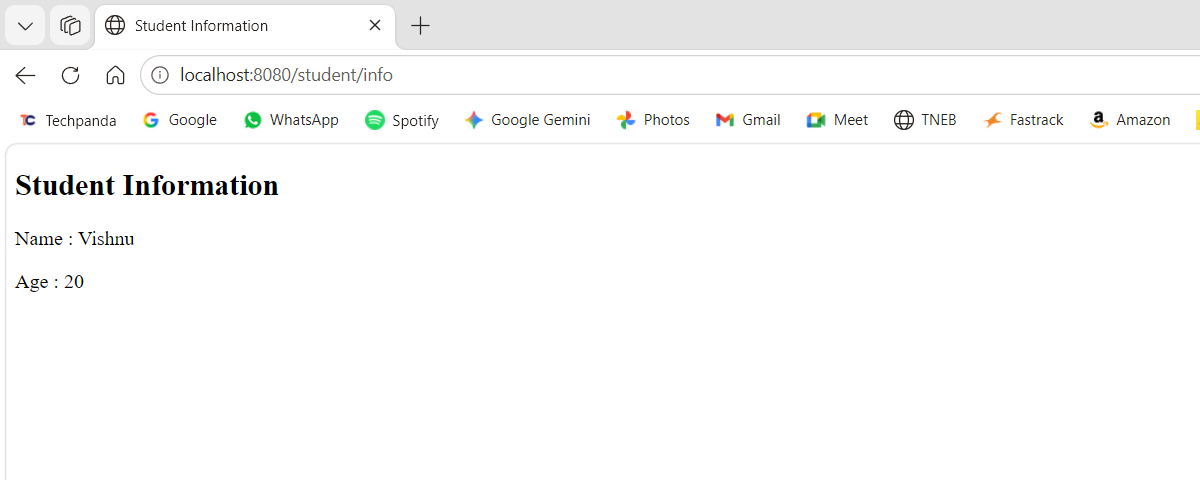 Student Information
localhost:8080/student/info
Techpanda Google WhatsApp Spotify Google Gemini Photos Gmail Meet TNEB Fastrack Amazon
Student Information
Name : Vishnu
Age : 20